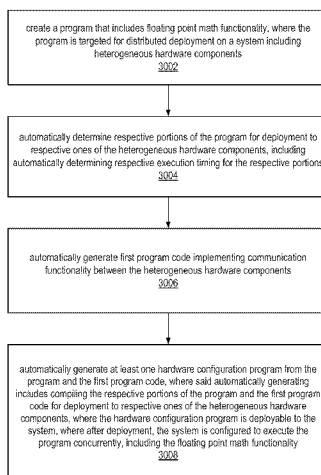 create a program that includes floating point math functionality, where the
program is targeted for distributed deployment on a system including
heterogeneous hardware components
3002
automatically determine respective portions of the program for deployment to
respective ones of the heterogeneous hardware components, including
automatically determining respective execution timing for the respective portions
3004
automatically generate first program code implementing communication
functionality between the heterogeneous hardware components
3006
automatically generate at least one hardware configuration program from the
program and the first program code, where said automatically generating
includes compiling the respective portions of the program and the first program
code for deployment to respective ones of the heterogeneous hardware
components, where the hardware configuration program is deployable to the
system, where after deployment, the system is configured to execute the
program concurrently, including the floating point math functionality
3008